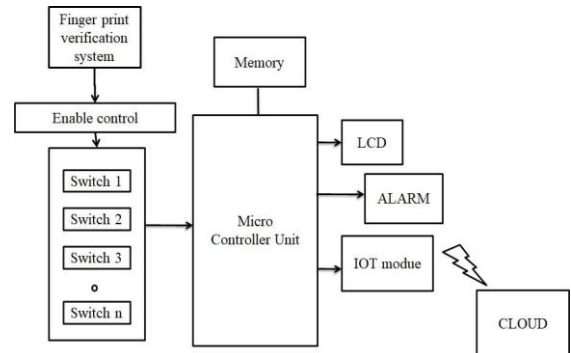 Finger print
verification
system
Memory
Enable control
LCD
Switch 1
ALARM
Switch 2
Micro
Controller Unit
Switch 3
IOT modue
Switch n
CLOUD